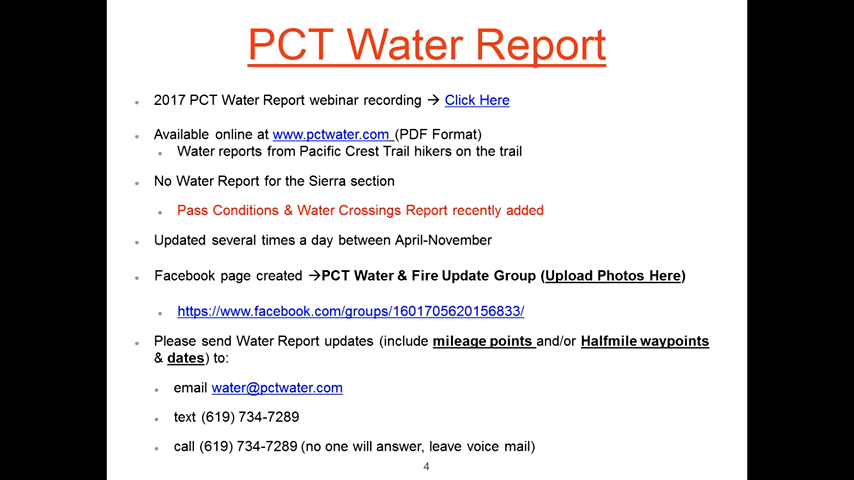 PCT Water Report
2017 PCT Water Report webinar recording → Click Here
Available online at www.pctwater.com (PDF Format)
Water reports from Pacific Crest Trail hikers on the trail
No Water Report for the Sierra section
Pass Conditions & Water Crossings Report recently added
Updated several times a day between April-November
Facebook page created →PCT Water & Fire Update Group (Upload Photos Here)
https://www.facebook.com/groups/1601705620156833/
Please send Water Report updates (include mileage points and/or Halfmile waypoints
& dates) to:
email water@pctwater.com
text (619) 734-7289
call (619) 734-7289 (no one will answer, leave voice mail)
4